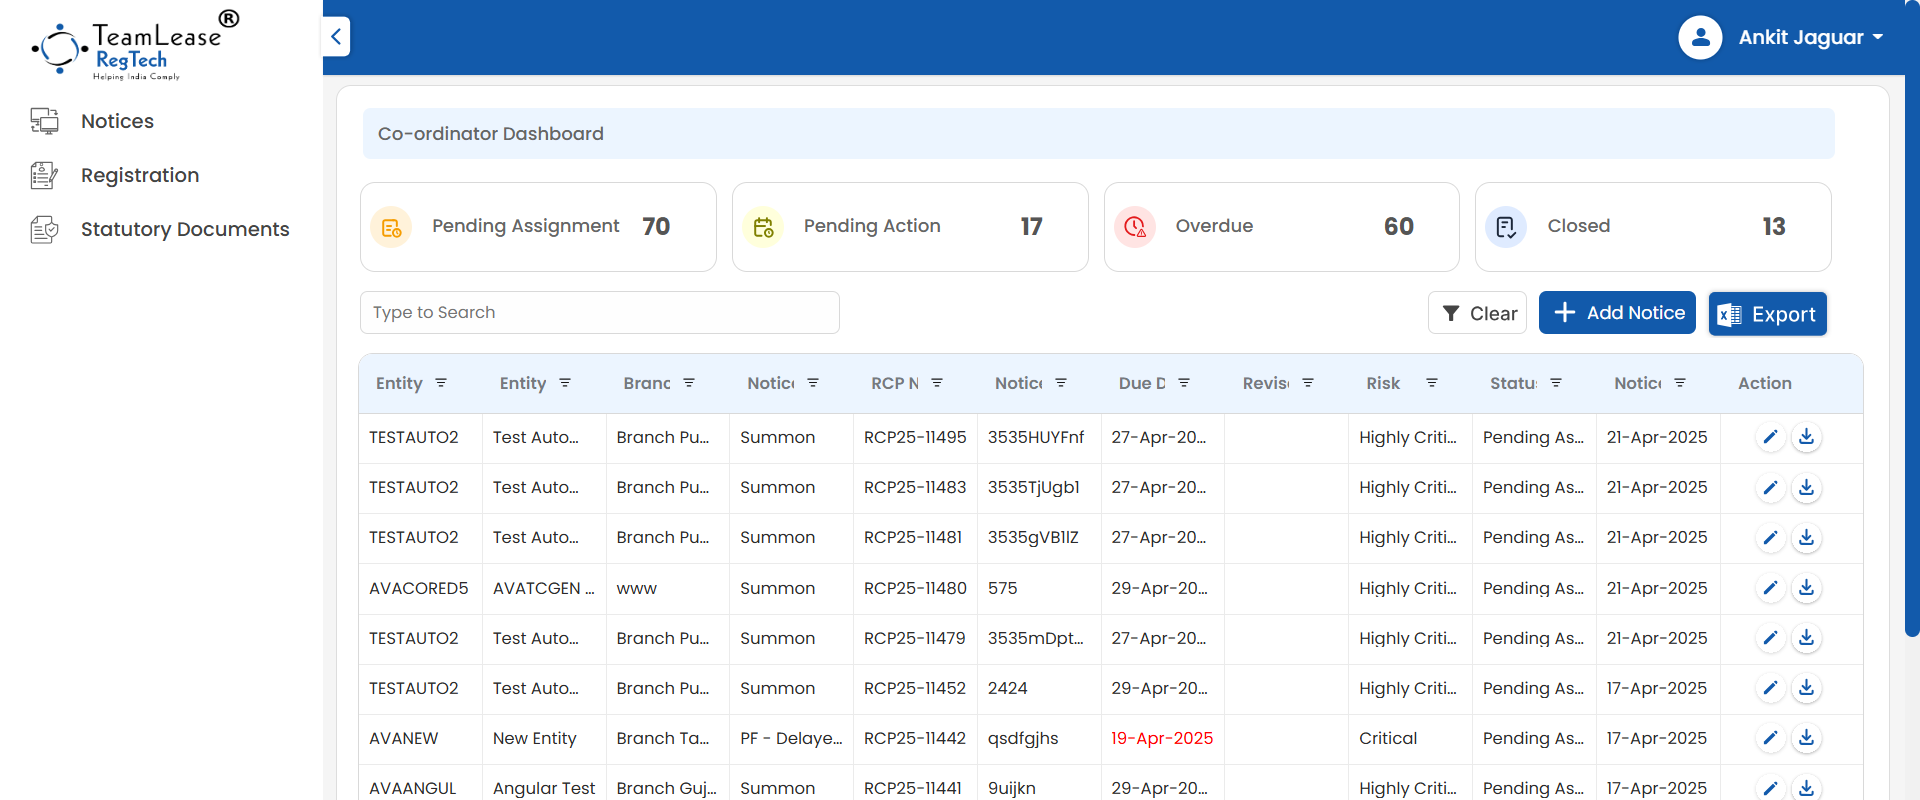 TeamLease ®
RegTech
Helping India Comply
Ankit Jaguar
Notices
Registration
Statutory Documents
Co-ordinator Dashboard
Pending Assignment 70
Pending Action 17
Overdue 60
Closed 13
Type to Search
Clear
Add Notice
Export
Entity Entity Branc Notic RCP N Notic Due D Revis Risk Statu Notic Action
TESTAUTO2 Test Auto... Branch Pu... Summon RCP25-11495 3535HUYFnf 27-Apr-20... Highly Criti... Pending As... 21-Apr-2025
TESTAUTO2 Test Auto... Branch Pu... Summon RCP25-11483 3535TjUgb1 27-Apr-20... Highly Criti... Pending As... 21-Apr-2025
TESTAUTO2 Test Auto... Branch Pu... Summon RCP25-11481 3535gVB1lZ 27-Apr-20... Highly Criti... Pending As... 21-Apr-2025
AVACORED5 AVATCGEN ... www Summon RCP25-11480 575 29-Apr-20... Highly Criti... Pending As... 21-Apr-2025
TESTAUTO2 Test Auto... Branch Pu... Summon RCP25-11479 3535mDpt... 27-Apr-20... Highly Criti... Pending As... 21-Apr-2025
TESTAUTO2 Test Auto... Branch Pu... Summon RCP25-11452 2424 29-Apr-20... Highly Criti... Pending As... 17-Apr-2025
AVANEW New Entity Branch Ta... PF - Delaye... RCP25-11442 qsdfgjhs 19-Apr-2025 Critical Pending As... 17-Apr-2025
AVAANGUL Angular Test Branch Guj... Summon RCP25-11441 9uijkn 29-Apr-20... Highly Criti... Pending As... 17-Apr-2025